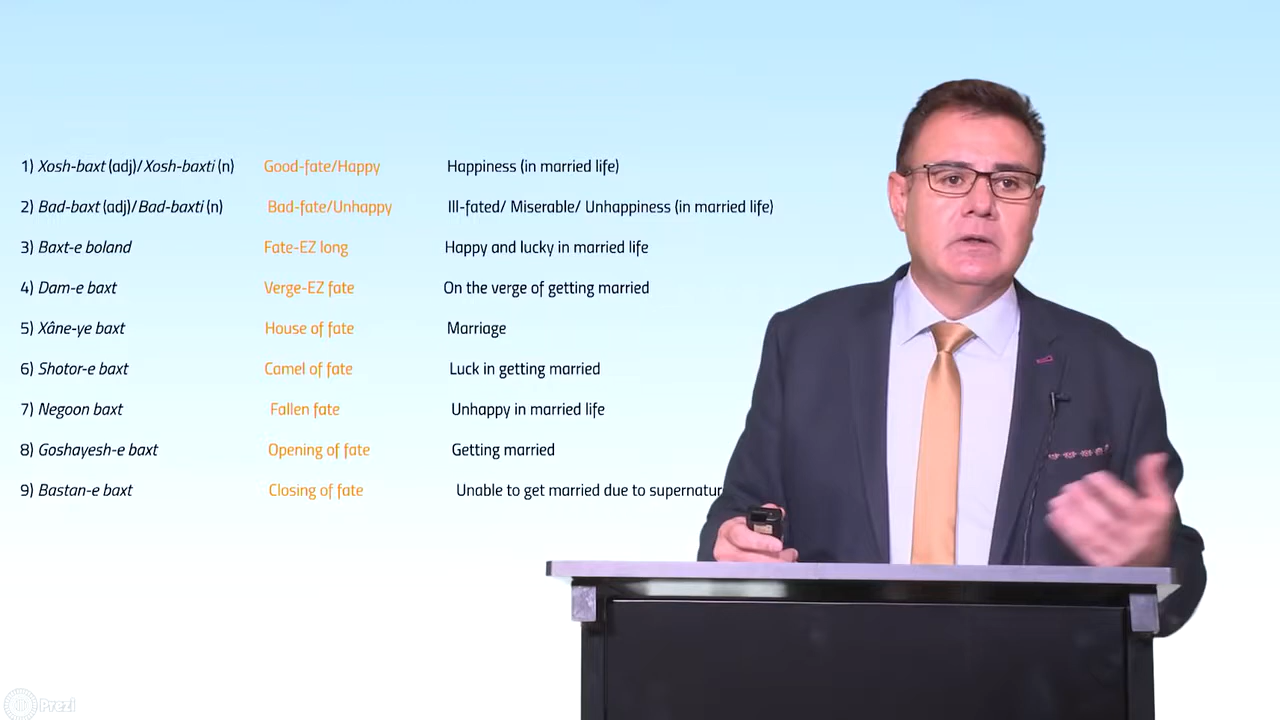 1) Xosh-baxt (adj)/Xosh-baxti (n) Good-fate/Happy Happiness (in married life)
2) Bad-baxt (adj)/Bad-baxti (n) Bad-fate/Unhappy Ill-fated/ Miserable/ Unhappiness (in married life)
3) Baxt-e boland Fate-EZ long Happy and lucky in married life
4) Dam-e baxt Verge-EZ fate On the verge of getting married
5) Xâne-ye baxt House of fate Marriage
6) Shotor-e baxt Camel of fate Luck in getting married
7) Negoon baxt Fallen fate Unhappy in married life
8) Goshayesh-e baxt Opening of fate Getting married
9) Bastan-e baxt Closing of fate Unable to get married due to supernatur
Prezi